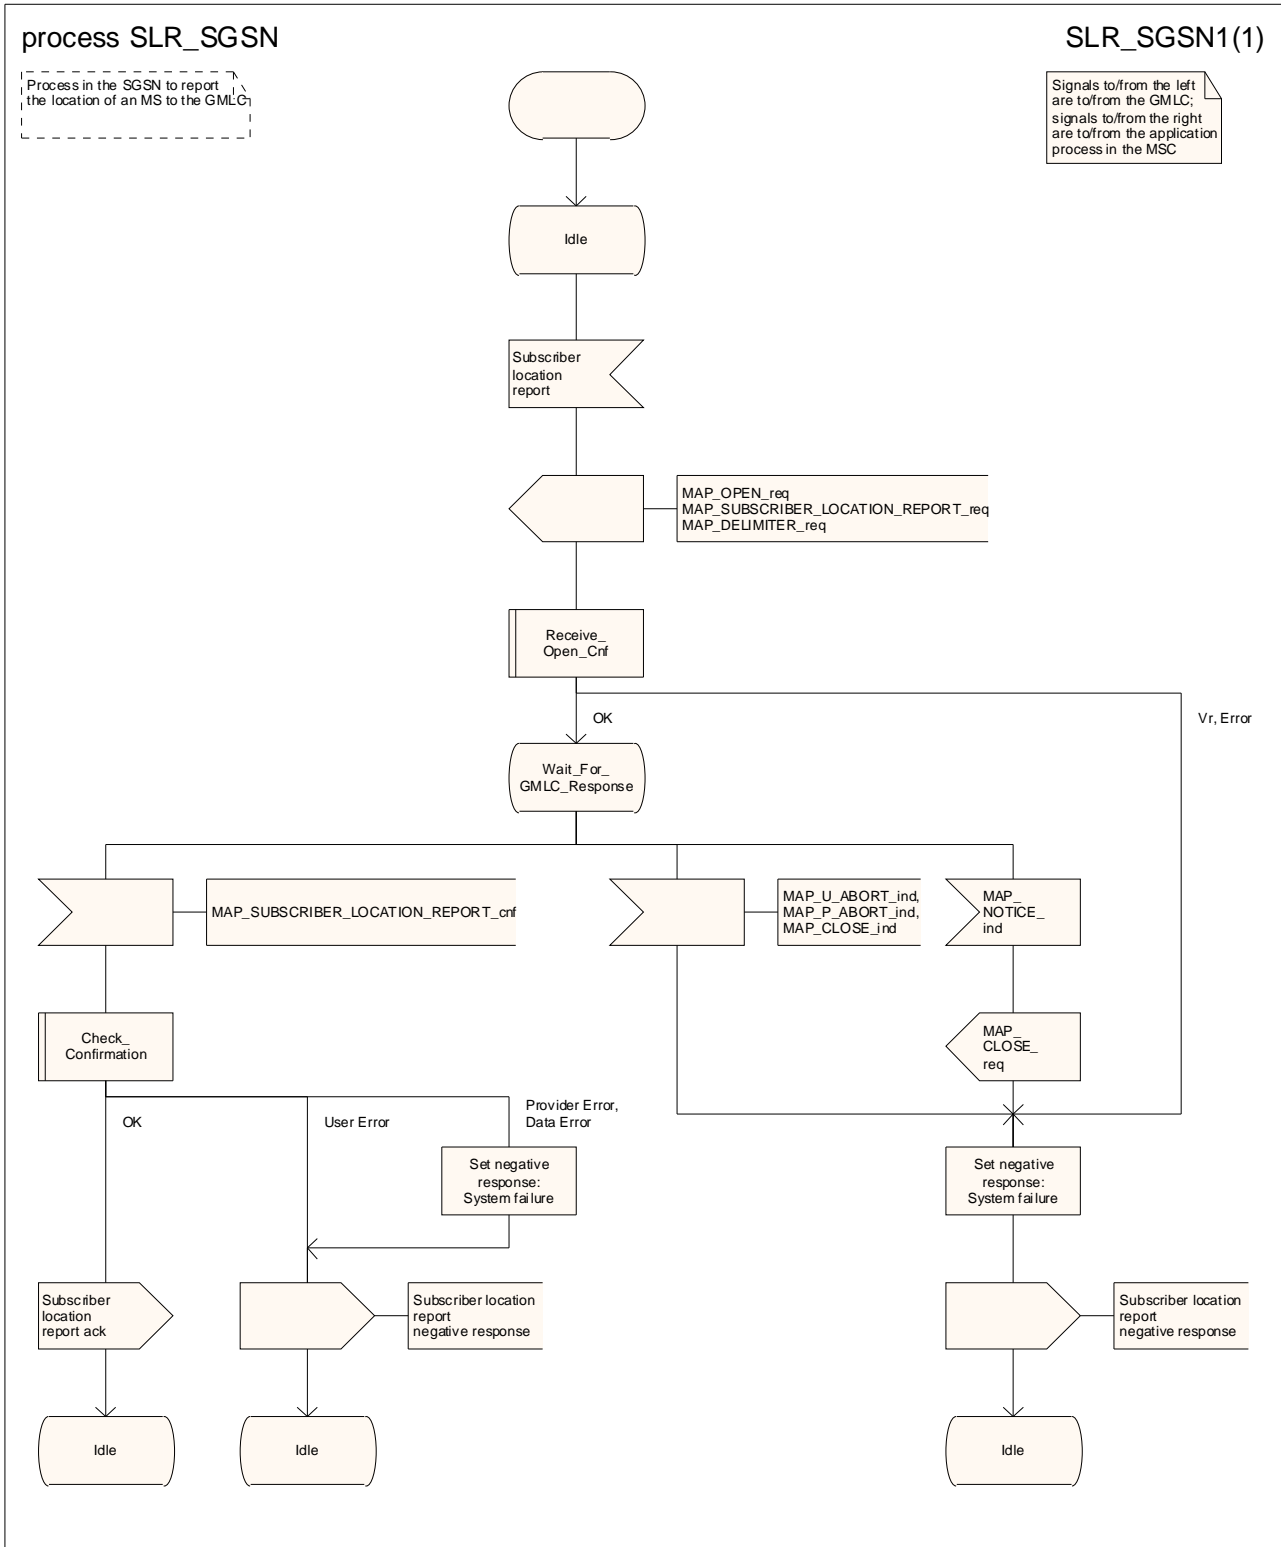 process SLR_SGSN
SLR_SGSN1(1)
Process in the SGSN to report
the location of an MS to the GMLC
Signals to/from the left
are to/from the GMLC;
signals to/from the right
are to/from the application
process in the MSC
Idle
Subscriber
location
report
MAP_OPEN_req
MAP_SUBSCRIBER_LOCATION_REPORT_req
MAP_DELIMITER_req
Receive_
Open_Cnf
OK
Vr, Error
Wait_For_
GMLC_Response
MAP_SUBSCRIBER_LOCATION_REPORT_cnf
MAP_U_ABORT_ind,
MAP_P_ABORT_ind,
MAP_CLOSE_ind
MAP_
NOTICE_
ind
Check_
Confirmation
MAP_
CLOSE_
req
OK
User Error
Provider Error,
Data Error
Set negative
response:
System failure
Set negative
response:
System failure
Subscriber
location
report ack
Subscriber location
report
negative response
Subscriber location
report
negative response
Idle
Idle
Idle